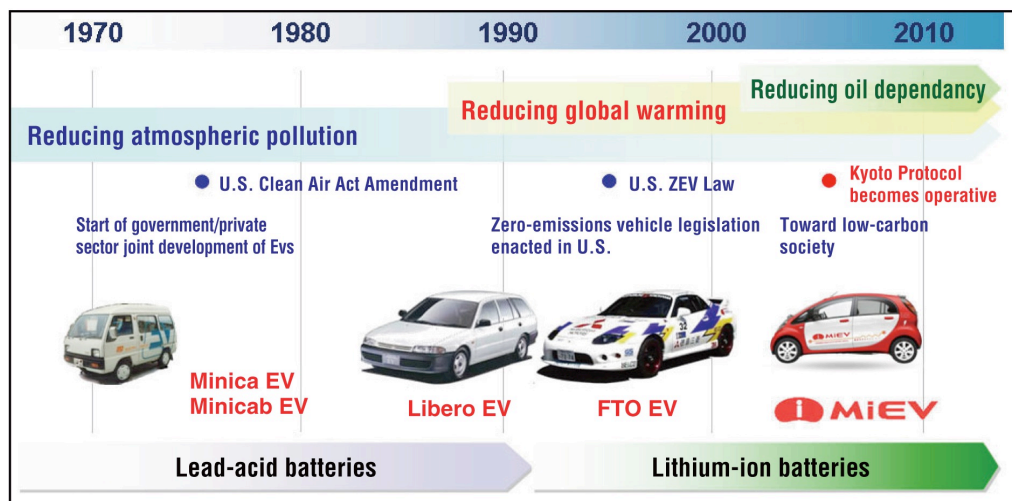 1970 1980 1990 2000 2010
Reducing oil dependancy
Reducing global warming
Reducing atmospheric pollution
U.S. Clean Air Act Amendment
U.S. ZEV Law
Kyoto Protocol
becomes operative
Start of government/private
sector joint development of Evs
Zero-emissions vehicle legislation
enacted in U.S.
Toward low-carbon
society
32
MiEV
Minica EV
Minicab EV
Libero EV
FTO EV
i MiEV
Lead-acid batteries
Lithium-ion batteries